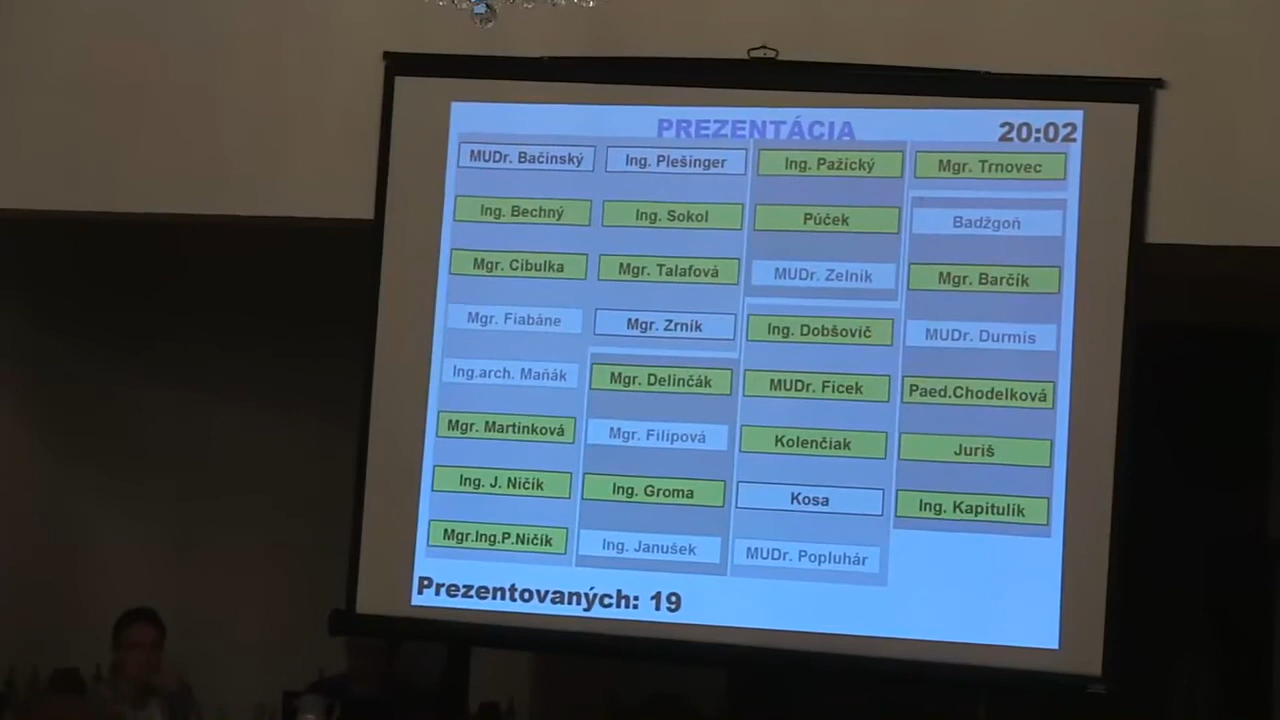 PREZENTÁCIA
20:02
MUDr. Bačinský
Ing. Plešinger
Ing. Pažický
Mgr. Trnovec
Ing. Bechný
Ing. Sokol
Púček
Badžgoň
Mgr. Cibulka
Mgr. Talafová
MUDr. Zelník
Mgr. Barčík
Mgr. Fiabáne
Mgr. Zrník
Ing. Dobšovič
MUDr. Durmis
Ing.arch. Maňák
Mgr. Delinčák
MUDr. Ficek
Paed.Chodelková
Mgr. Martinková
Mgr. Filipová
Kolenčiak
Juriš
Ing. J. Ničík
Ing. Groma
Kosa
Ing. Kapitulík
Mgr.Ing.P.Ničík
Ing. Janušek
MUDr. Popluhár
Prezentovaných: 19